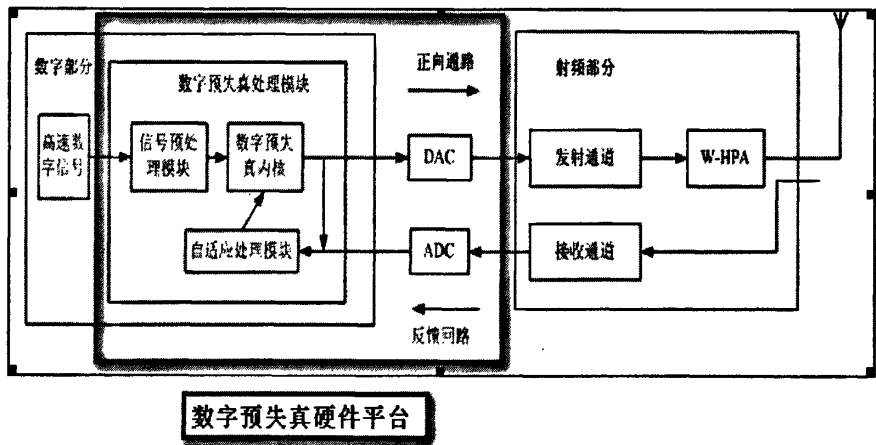 数字部分
数字预失真处理模块
正向通路
射频部分
高速数
字信号
信号预处
理模块
数字预失
真内核
DAC
发射通道
W-HPA
自适应处理模块
ADC
接收通道
反馈回路
数字预失真硬件平台